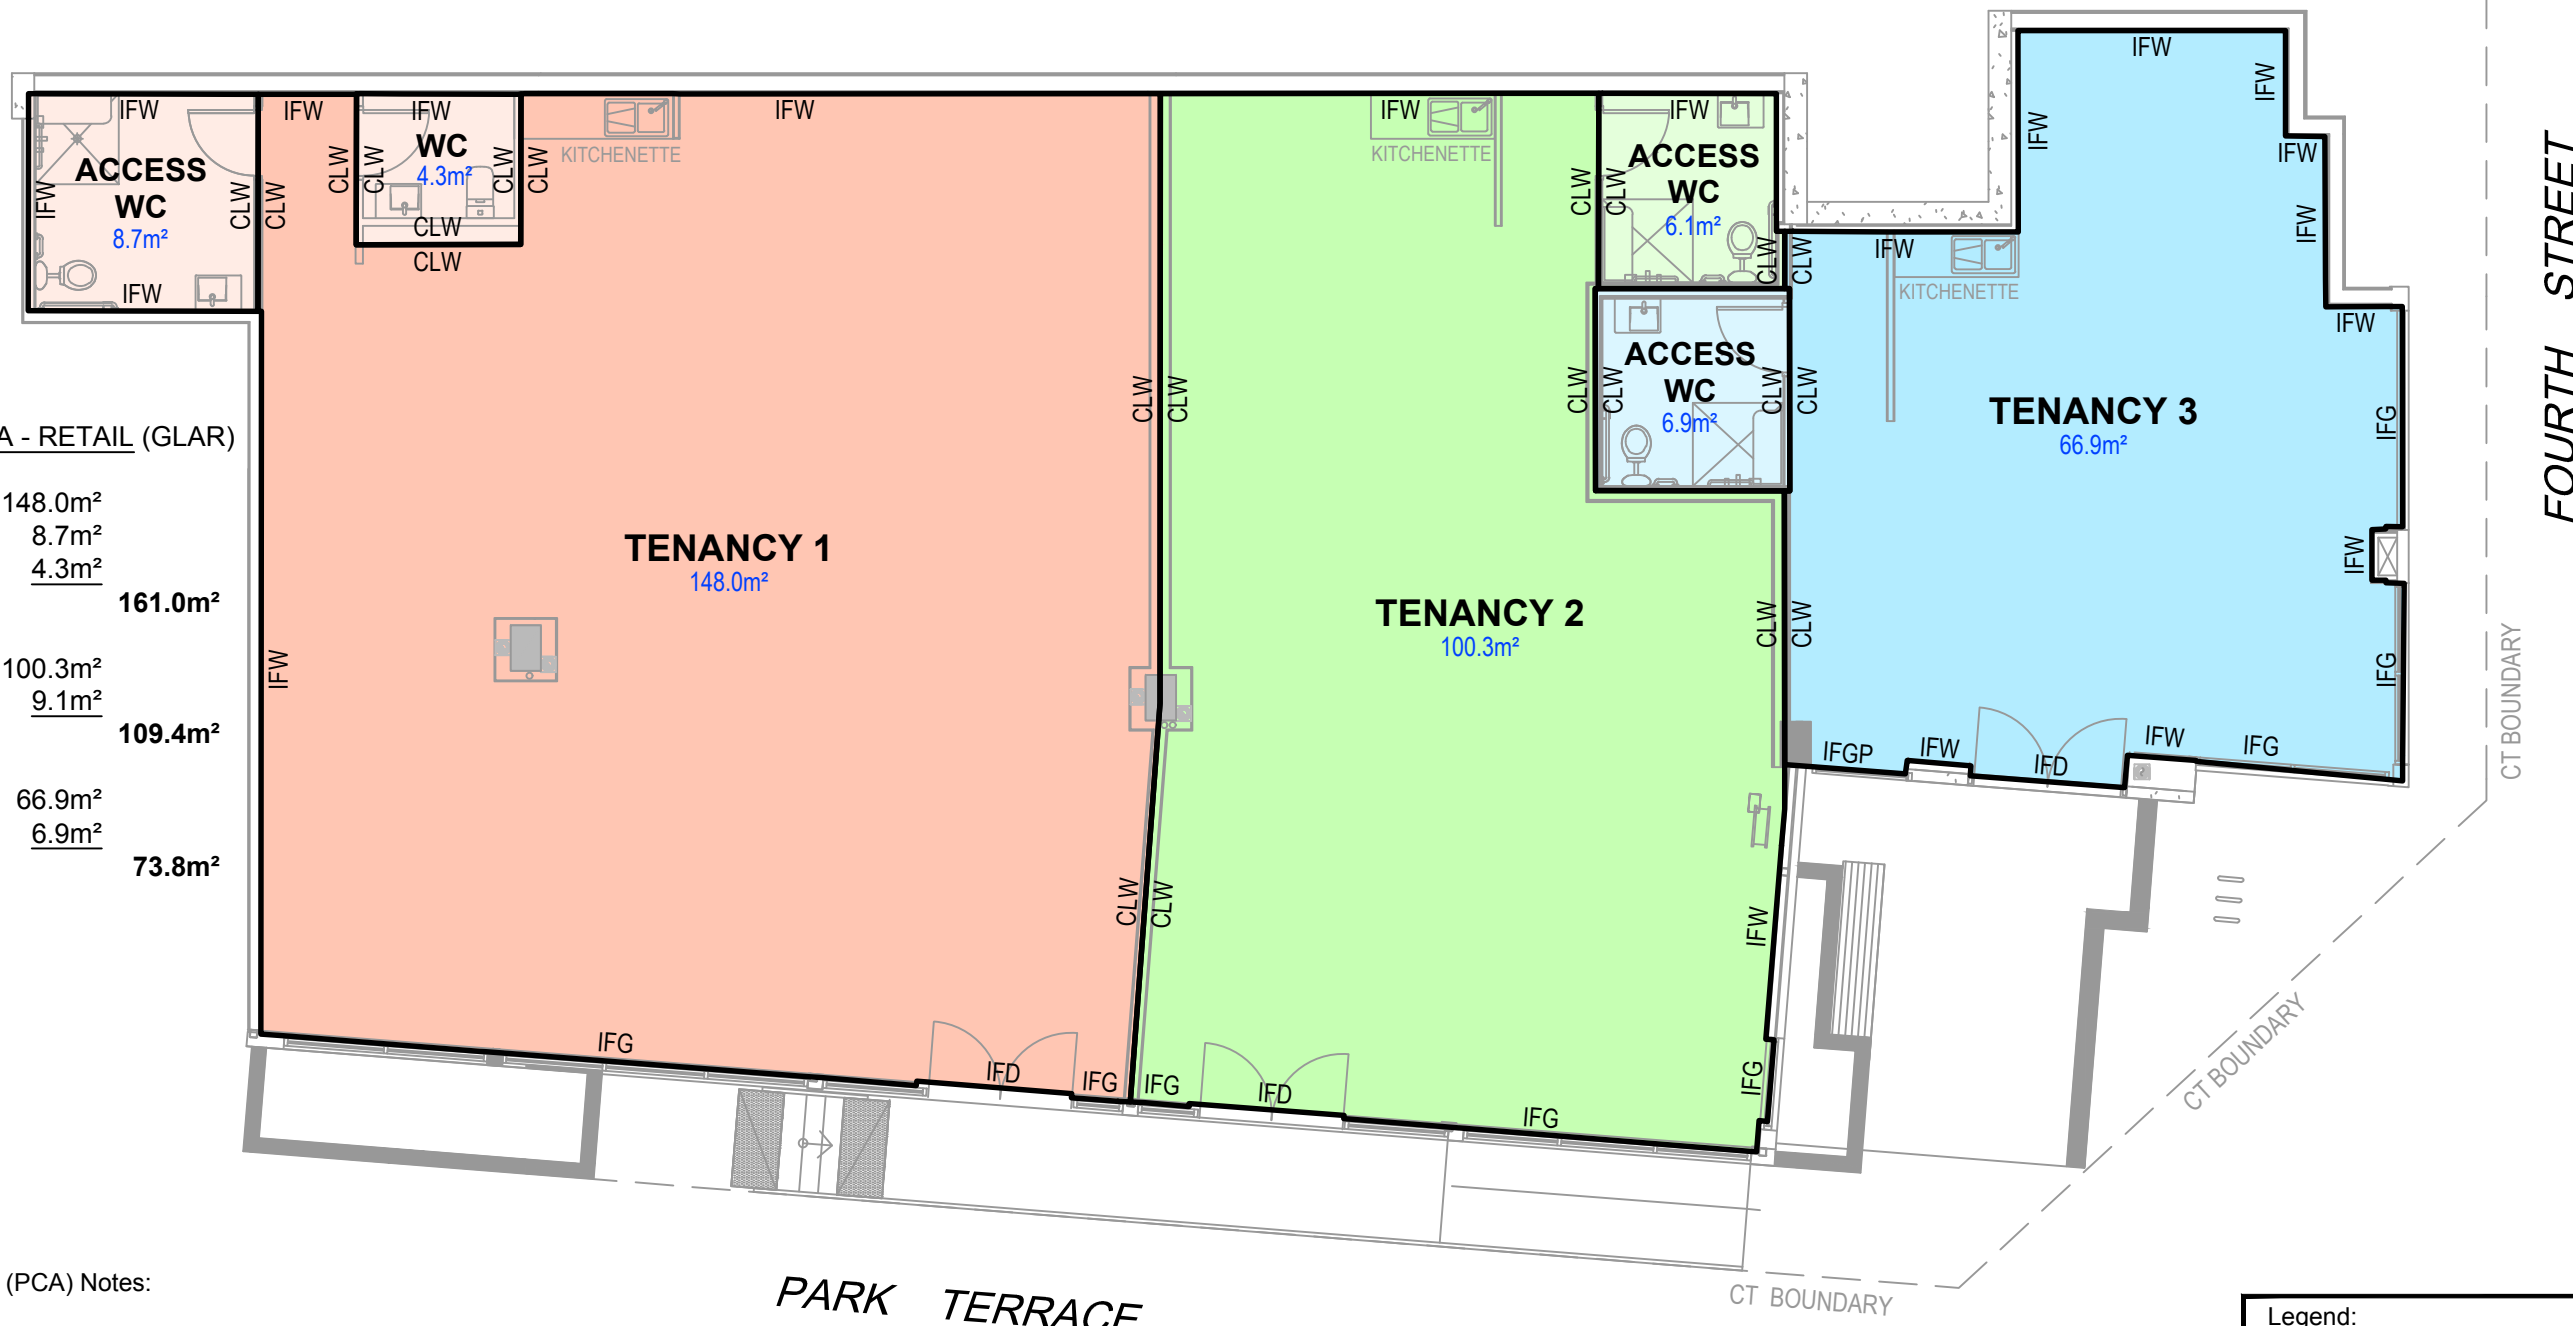 IFW
IFW
IFW
IFW
IFW
WC
4.3m²
CLW
CLW
CLW
CLW
CLW
CLW
KITCHENETTE
IFW
ACCESS
WC
8.7m²
IFW
IFW
CLW
CLW
IFW
KITCHENETTE
IFW
ACCESS
WC
6.1m²
CLW
CLW
CLW
CLW
IFW
IFW
IFW
IFW
IFW
IFW
KITCHENETTE
IFW
ACCESS
WC
6.9m²
CLW
CLW
CLW
CLW
CLW
CLW
TENANCY 3
66.9m²
IFG
IFW
IFG
FOURTH STREET
A - RETAIL (GLAR)
148.0m²
8.7m²
4.3m²
161.0m²
100.3m²
9.1m²
109.4m²
66.9m²
6.9m²
73.8m²
TENANCY 1
148.0m²
TENANCY 2
100.3m²
CLW
CLW
IFW
IFGP
IFW
IFD
IFW
IFG
CT BOUNDARY
CLW
CLW
IFW
IFG
IFG
IFD
IFG
IFG
IFD
IFG
CT BOUNDARY
CT BOUNDARY
(PCA) Notes:
PARK TERRACE
Legend: